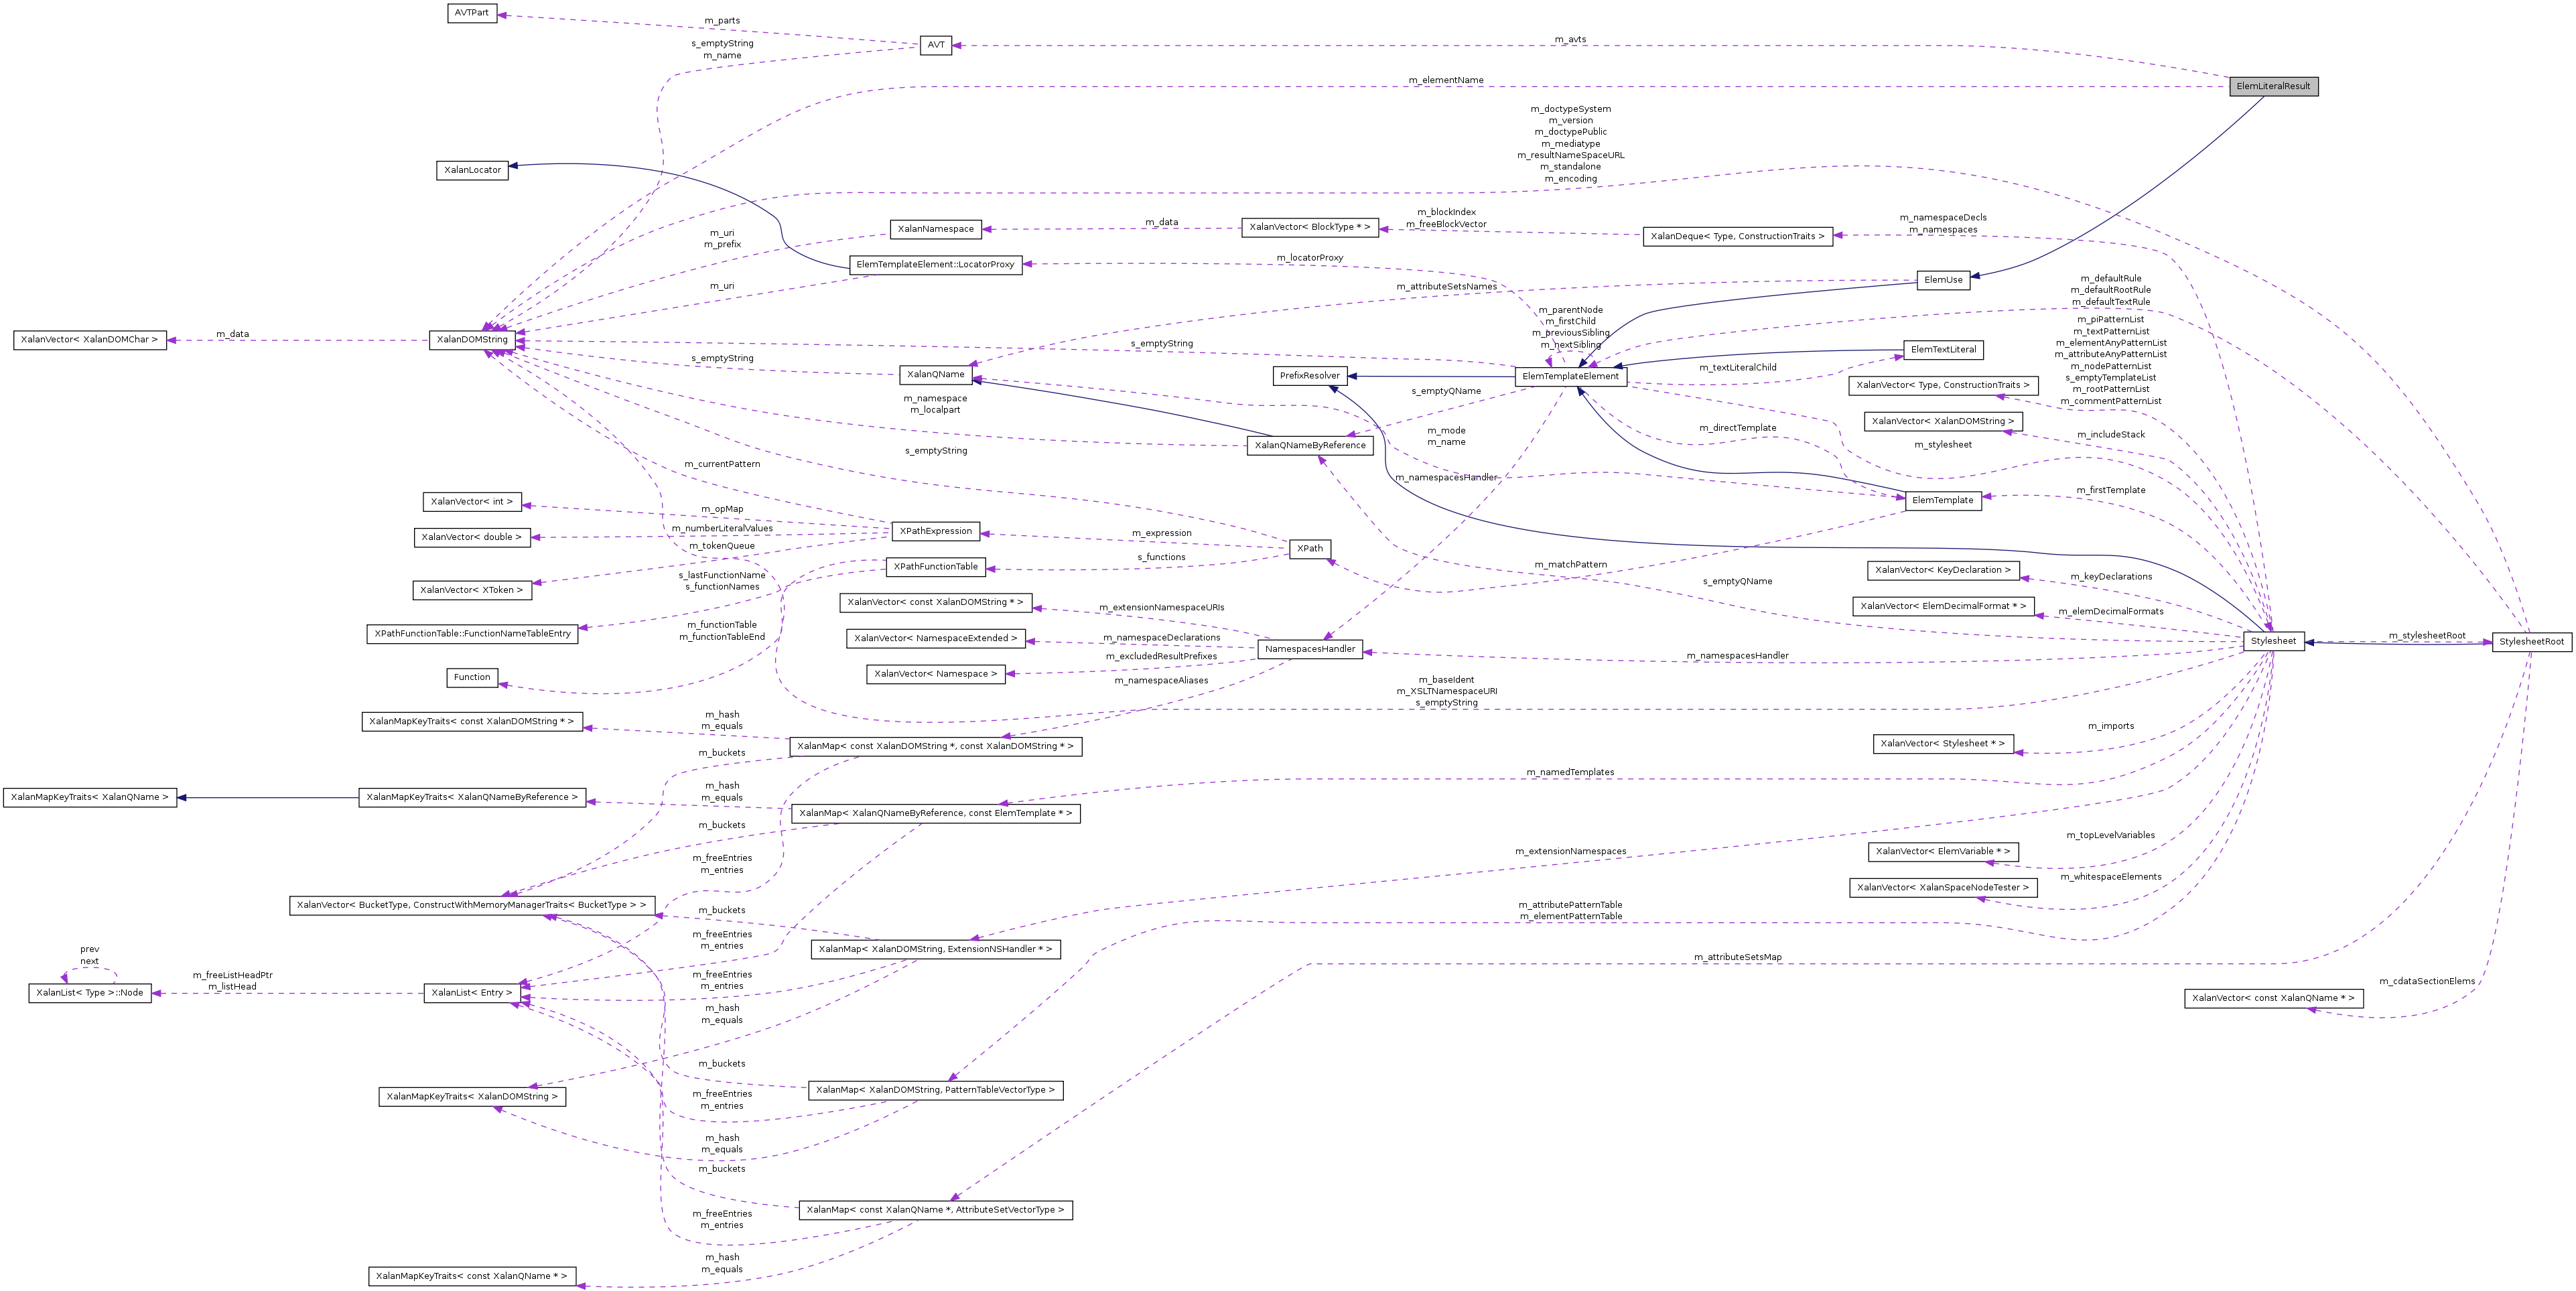 AVTPart
m_parts
s_emptyString
m_name
AVT
m_avts
ElemLiteralResult
m_elementName
m_doctypeSystem
m_version
m_doctypePublic
m_mediatype
m_resultNameSpaceURL
m_standalone
m_encoding
XalanLocator
XalanNamespace
m_data
XalanVector< BlockType * >
m_blockIndex
m_freeBlockVector
XalanDeque< Type, ConstructionTraits >
m_namespaceDecls
m_namespaces
m_uri
m_prefix
ElemTemplateElement::LocatorProxy
m_locatorProxy
m_uri
m_attributeSetsNames
ElemUse
m_defaultRule
m_defaultRootRule
m_defaultTextRule
m_parentNode
m_firstChild
m_previousSibling
m_nextSibling
XalanVector< XalanDOMChar >
m_data
XalanDOMString
s_emptyString
s_emptyString
XalanQName
PrefixResolver
ElemTemplateElement
m_textLiteralChild
ElemTextLiteral
m_piPatternList
m_textPatternList
m_elementAnyPatternList
m_attributeAnyPatternList
m_nodePatternList
s_emptyTemplateList
m_rootPatternList
m_commentPatternList
XalanVector< Type, ConstructionTraits >
m_namespace
m_localpart
s_emptyQName
XalanQNameByReference
XalanVector< XalanDOMString >
m_includeStack
m_mode
m_name
m_directTemplate
m_stylesheet
s_emptyString
m_currentPattern
m_namespacesHandler
ElemTemplate
m_firstTemplate
XalanVector< int >
m_opMap
XalanVector< double >
m_numberLiteralValues
XPathExpression
m_expression
XPath
m_tokenQueue
s_functions
XPathFunctionTable
m_matchPattern
s_emptyQName
XalanVector< KeyDeclaration >
m_keyDeclarations
XalanVector< XToken >
s_lastFunctionName
s_functionNames
XalanVector< const XalanDOMString * >
m_extensionNamespaceURIs
XalanVector< ElemDecimalFormat * >
m_elemDecimalFormats
XPathFunctionTable::FunctionNameTableEntry
m_functionTable
m_functionTableEnd
XalanVector< NamespaceExtended >
m_namespaceDeclarations
NamespacesHandler
m_namespacesHandler
Stylesheet
m_stylesheetRoot
StylesheetRoot
Function
XalanVector< Namespace >
m_excludedResultPrefixes
m_namespaceAliases
m_baseIdent
m_XSLTNamespaceURI
s_emptyString
XalanMapKeyTraits< const XalanDOMString * >
m_hash
m_equals
XalanMap< const XalanDOMString *, const XalanDOMString * >
m_imports
XalanVector< Stylesheet * >
m_buckets
m_namedTemplates
XalanMapKeyTraits< XalanQName >
XalanMapKeyTraits< XalanQNameByReference >
m_hash
m_equals
XalanMap< XalanQNameByReference, const ElemTemplate * >
m_buckets
m_topLevelVariables
XalanVector< ElemVariable * >
m_extensionNamespaces
m_freeEntries
m_entries
m_whitespaceElements
XalanVector< XalanSpaceNodeTester >
XalanVector< BucketType, ConstructWithMemoryManagerTraits< BucketType > >
m_buckets
m_attributePatternTable
m_elementPatternTable
m_freeEntries
m_entries
XalanMap< XalanDOMString, ExtensionNSHandler * >
prev
next
m_attributeSetsMap
XalanList< Type >::Node
m_freeListHeadPtr
m_listHead
XalanList< Entry >
m_freeEntries
m_entries
m_cdataSectionElems
XalanVector< const XalanQName * >
m_hash
m_equals
m_buckets
XalanMapKeyTraits< XalanDOMString >
XalanMap< XalanDOMString, PatternTableVectorType >
m_freeEntries
m_entries
m_hash
m_equals
m_buckets
XalanMap< const XalanQName *, AttributeSetVectorType >
m_freeEntries
m_entries
m_hash
m_equals
XalanMapKeyTraits< const XalanQName * >